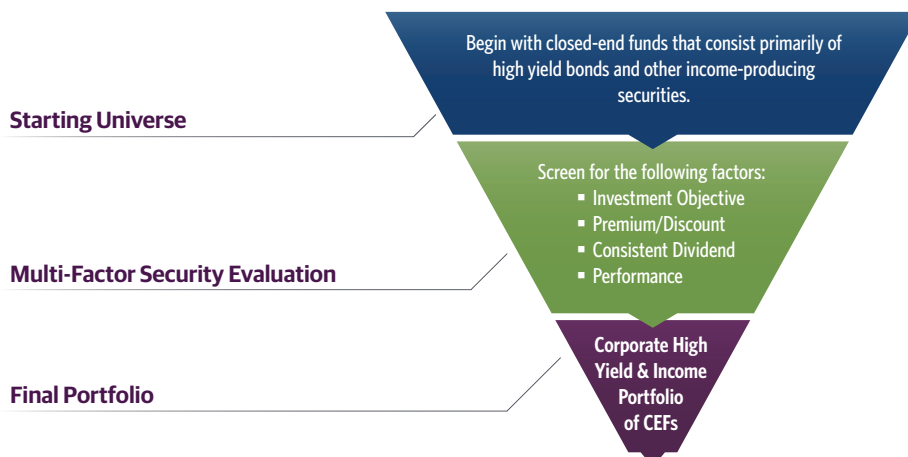 Begin with closed-end funds that consist primarily of
high yield bonds and other income-producing
securities.
Starting Universe
Screen for the following factors:
▪ Investment Objective
▪ Premium/Discount
▪ Consistent Dividend
▪ Performance
Multi-Factor Security Evaluation
Corporate High
Yield & Income
Portfolio
of CEFs
Final Portfolio